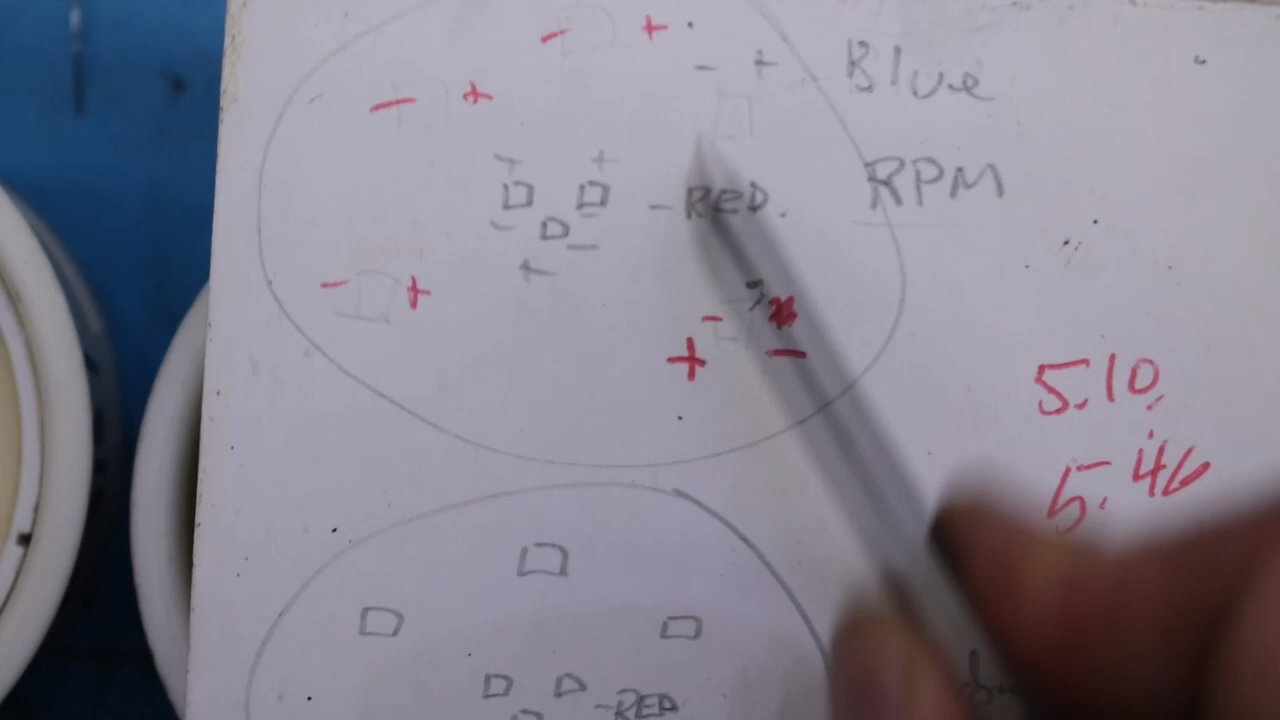 - +
- + Blue
- +
+ + RPM
- RED.
- -
+
- +
-
+ -
5.10
5.46
- RED